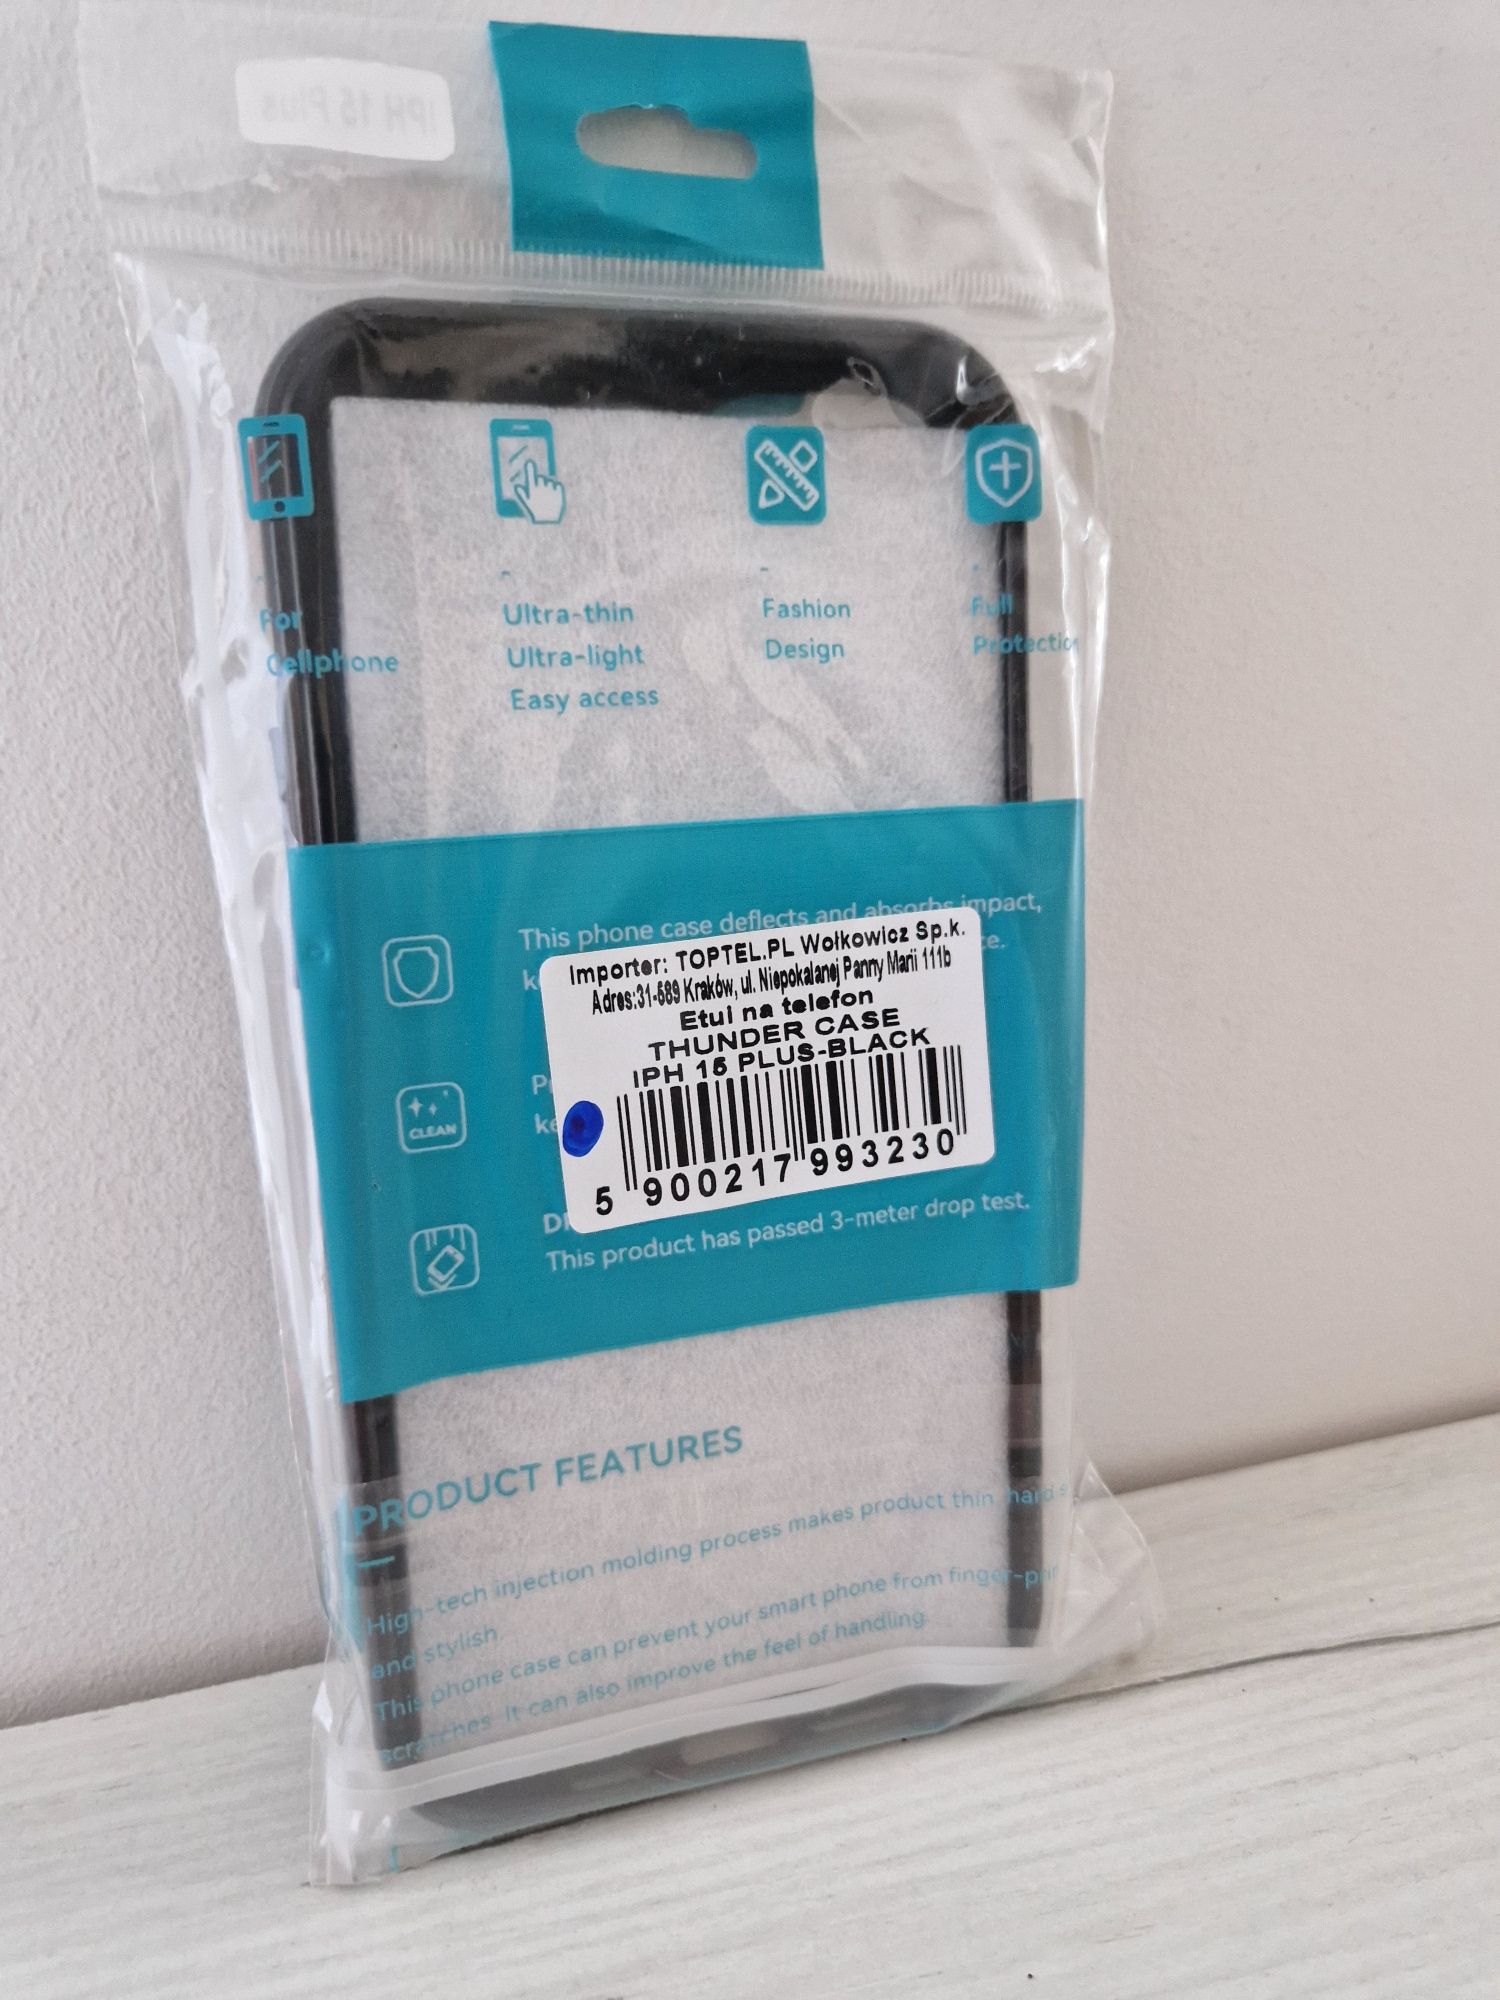 IPH 15 Plus
For
Cellphone
Ultra-thin
Ultra-light
Easy access
Fashion
Design
Full
Protectio
This phone case deflects and absorbs impact,
Importer: TOPTEL.PL Wołkowicz Sp.k.
Adres:31-689 Kraków, ul. Niepokalanej Panny Marii 111b
Etui na telefon
THUNDER CASE
IPH 15 PLUS-BLACK
5 900217 993230
CLEAN
This product has passed 3-meter drop test.
PRODUCT FEATURES
High-tech injection molding process makes product thin, hard
and stylish.
This phone case can prevent your smart phone from finger-prin
scratches. It can also improve the feel of handling.